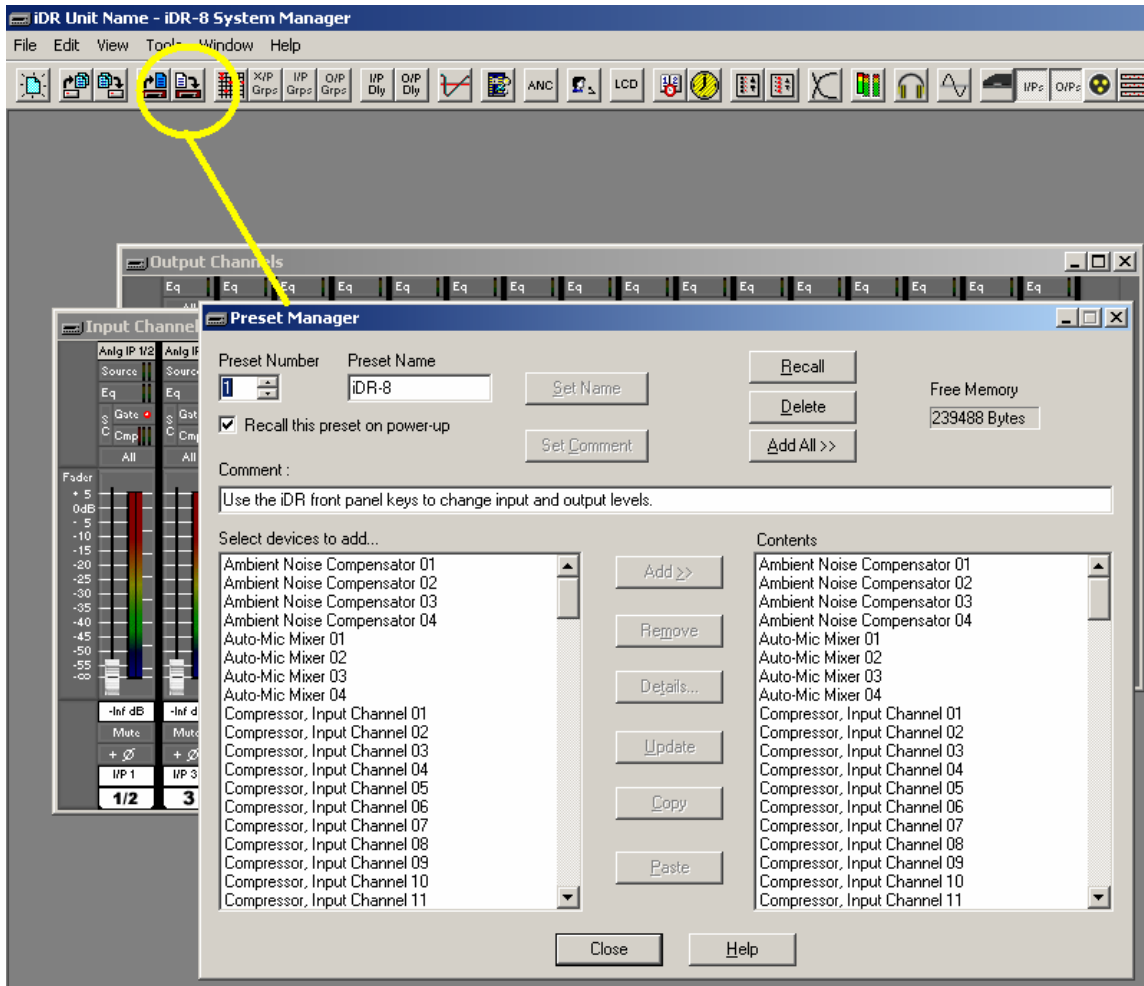 iDR Unit Name - iDR-8 System Manager
File Edit View Tools Window Help
X/P Grps I/P Grps O/P Grps I/P Dly O/P Dly ANC LCD I/Ps O/Ps
Output Channels
Eq Eq Eq Eq Eq Eq Eq Eq Eq Eq Eq Eq Eq Eq Eq Eq
Input Channel
Anlg IP 1/2
Source
Eq Eq
S C Gate
Cmp
All All
Fader
+ 5
0dB
- 5
-10
-15
-20
-25
-30
-35
-40
-45
-50
-55
-∞
-Inf dB -Inf d
Mute Mute
+ Ø + Ø
I/P 1 I/P 3
1/2 3
Preset Manager
Preset Number Preset Name
1 iDR-8 Set Name Recall
Free Memory
Delete 239488 Bytes
Recall this preset on power-up
Set Comment Add All >>
Comment :
Use the iDR front panel keys to change input and output levels.
Select devices to add...
Ambient Noise Compensator 01
Ambient Noise Compensator 02
Ambient Noise Compensator 03
Ambient Noise Compensator 04
Auto-Mic Mixer 01
Auto-Mic Mixer 02
Auto-Mic Mixer 03
Auto-Mic Mixer 04
Compressor, Input Channel 01
Compressor, Input Channel 02
Compressor, Input Channel 03
Compressor, Input Channel 04
Compressor, Input Channel 05
Compressor, Input Channel 06
Compressor, Input Channel 07
Compressor, Input Channel 08
Compressor, Input Channel 09
Compressor, Input Channel 10
Compressor, Input Channel 11
Add >>
Remove
Details...
Update
Copy
Paste
Contents
Ambient Noise Compensator 01
Ambient Noise Compensator 02
Ambient Noise Compensator 03
Ambient Noise Compensator 04
Auto-Mic Mixer 01
Auto-Mic Mixer 02
Auto-Mic Mixer 03
Auto-Mic Mixer 04
Compressor, Input Channel 01
Compressor, Input Channel 02
Compressor, Input Channel 03
Compressor, Input Channel 04
Compressor, Input Channel 05
Compressor, Input Channel 06
Compressor, Input Channel 07
Compressor, Input Channel 08
Compressor, Input Channel 09
Compressor, Input Channel 10
Compressor, Input Channel 11
Close Help